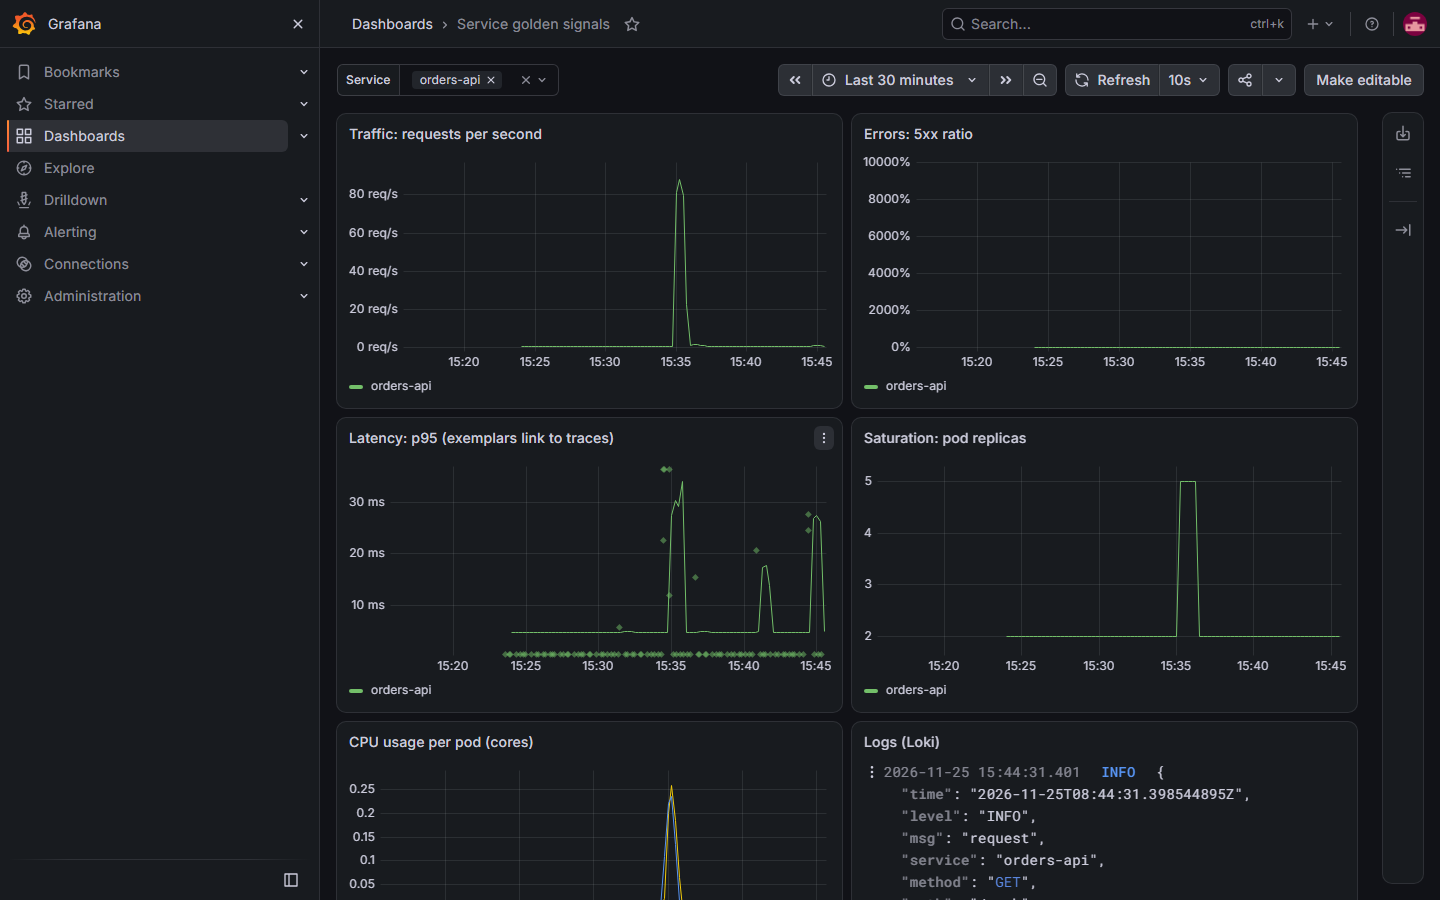 Grafana
Bookmarks
Starred
Dashboards
Explore
Drilldown
Alerting
Connections
Administration
Dashboards › Service golden signals
Search...
ctrl+k
Service
orders-api
Last 30 minutes
Refresh
10s
Make editable
Traffic: requests per second
80 req/s
60 req/s
40 req/s
20 req/s
0 req/s
15:20 15:25 15:30 15:35 15:40 15:45
orders-api
Errors: 5xx ratio
10000%
8000%
6000%
4000%
2000%
0%
15:20 15:25 15:30 15:35 15:40 15:45
orders-api
Latency: p95 (exemplars link to traces)
30 ms
20 ms
10 ms
15:20 15:25 15:30 15:35 15:40 15:45
orders-api
Saturation: pod replicas
5
4
3
2
15:20 15:25 15:30 15:35 15:40 15:45
orders-api
CPU usage per pod (cores)
0.25
0.2
0.15
0.1
0.05
Logs (Loki)
2026-11-25 15:44:31.401 INFO {
"time": "2026-11-25T08:44:31.398544895Z",
"level": "INFO",
"msg": "request",
"service": "orders-api",
"method": "GET",